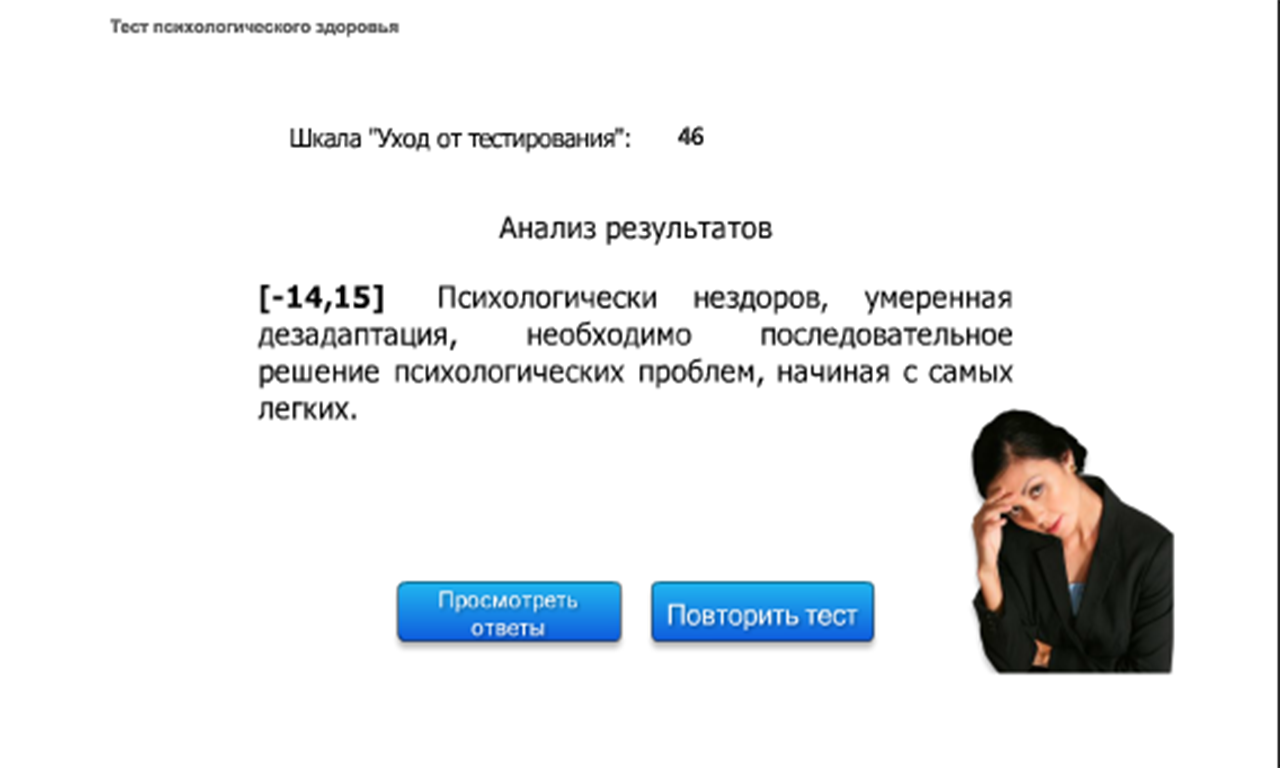 Тест психологического здоровья
Шкала "Уход от тестирования": 46
Анализ результатов
[-14,15] Психологически нездоров, умеренная
дезадаптация, необходимо последовательное
решение психологических проблем, начиная с самых
легких.
Просмотреть
ответы
Повторить тест